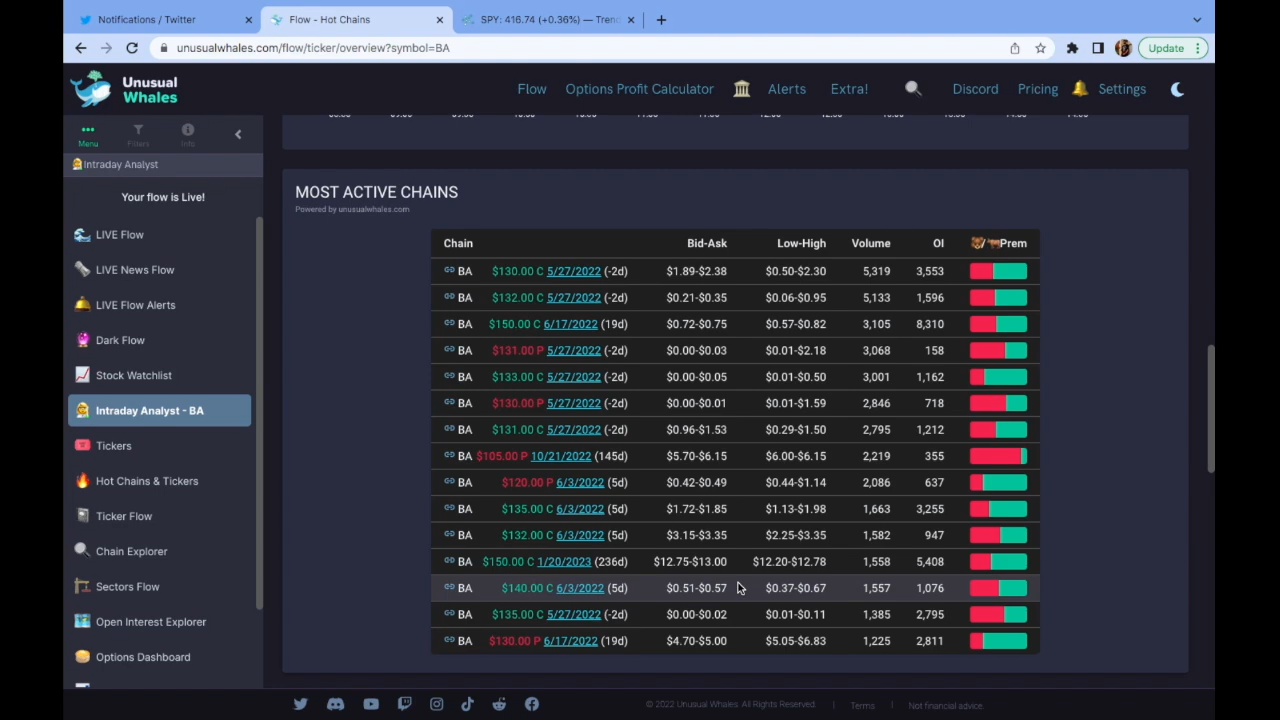 Notifications / Twitter
Flow - Hot Chains
SPY: 416.74 (+0.36%) — Tren
unusualwhales.com/flow/ticker/overview?symbol=BA
Update
Unusual Whales
Flow
Options Profit Calculator
Alerts
Extra!
Discord
Pricing
Settings
Menu
Filters
Info
Intraday Analyst
Your flow is Live!
LIVE Flow
LIVE News Flow
LIVE Flow Alerts
Dark Flow
Stock Watchlist
Intraday Analyst - BA
Tickers
Hot Chains & Tickers
Ticker Flow
Chain Explorer
Sectors Flow
Open Interest Explorer
Options Dashboard
MOST ACTIVE CHAINS
Powered by unusualwhales.com
Chain Bid-Ask Low-High Volume OI Prem
BA $130.00 C 5/27/2022 (-2d) $1.89-$2.38 $0.50-$2.30 5,319 3,553
BA $132.00 C 5/27/2022 (-2d) $0.21-$0.35 $0.06-$0.95 5,133 1,596
BA $150.00 C 6/17/2022 (19d) $0.72-$0.75 $0.57-$0.82 3,105 8,310
BA $131.00 P 5/27/2022 (-2d) $0.00-$0.03 $0.01-$2.18 3,068 158
BA $133.00 C 5/27/2022 (-2d) $0.00-$0.05 $0.01-$0.50 3,001 1,162
BA $130.00 P 5/27/2022 (-2d) $0.00-$0.01 $0.01-$1.59 2,846 718
BA $131.00 C 5/27/2022 (-2d) $0.96-$1.53 $0.29-$1.50 2,795 1,212
BA $105.00 P 10/21/2022 (145d) $5.70-$6.15 $6.00-$6.15 2,219 355
BA $120.00 P 6/3/2022 (5d) $0.42-$0.49 $0.44-$1.14 2,086 637
BA $135.00 C 6/3/2022 (5d) $1.72-$1.85 $1.13-$1.98 1,663 3,255
BA $132.00 C 6/3/2022 (5d) $3.15-$3.35 $2.25-$3.35 1,582 947
BA $150.00 C 1/20/2023 (236d) $12.75-$13.00 $12.20-$12.78 1,558 5,408
BA $140.00 C 6/3/2022 (5d) $0.51-$0.57 $0.37-$0.67 1,557 1,076
BA $135.00 C 5/27/2022 (-2d) $0.00-$0.02 $0.01-$0.11 1,385 2,795
BA $130.00 P 6/17/2022 (19d) $4.70-$5.00 $5.05-$6.83 1,225 2,811
© 2022 Unusual Whales. All Rights Reserved.
Terms
Not financial advice.